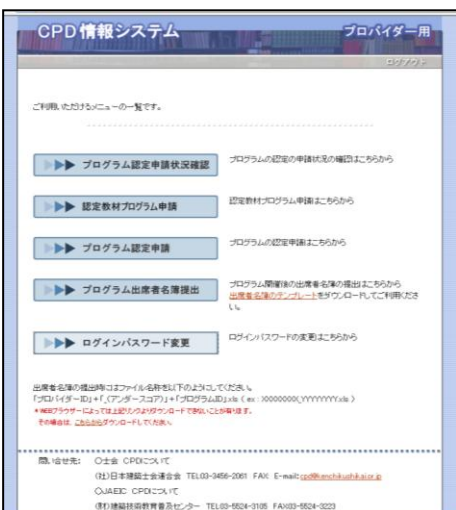 CPD情報システム
プロバイダー用
ログアウト
ご利用いただけるメニューの一覧です。
プログラム認定申請状況確認
プログラムの認定の申請状況の確認はこちらから
認定教材プログラム申請
認定教材プログラム申請はこちらから
プログラム認定申請
プログラムの認定申請はこちらから
プログラム出席者名簿提出
プログラム開催後の出席者名簿の提出はこちらから
出席者名簿のテンプレートをダウンロードしてご利用くださ
い。
ログインパスワード変更
ログインパスワードの変更はこちらから
出席者名簿の提出時にはファイル名称を以下のようにしてください。
「プロバイダーID」+「_(アンダースコア)」+「プログラムID」.xls ( ex : XXXXXXXX_YYYYYYY.xls )
*WEBブラウザーによっては上記リンクよりダウンロードできないことが有ります。
その場合は、こちらからダウンロードしてください。
問い合せ先: ○士会 CPDについて
(社)日本建築士会連合会 TEL03-3456-2061 FAX E-mail:cpd@kenchikushikai.or.jp
○JAEIC CPDについて
(財)建築技術教育普及センター TEL03-5524-3105 FAX03-5524-3223